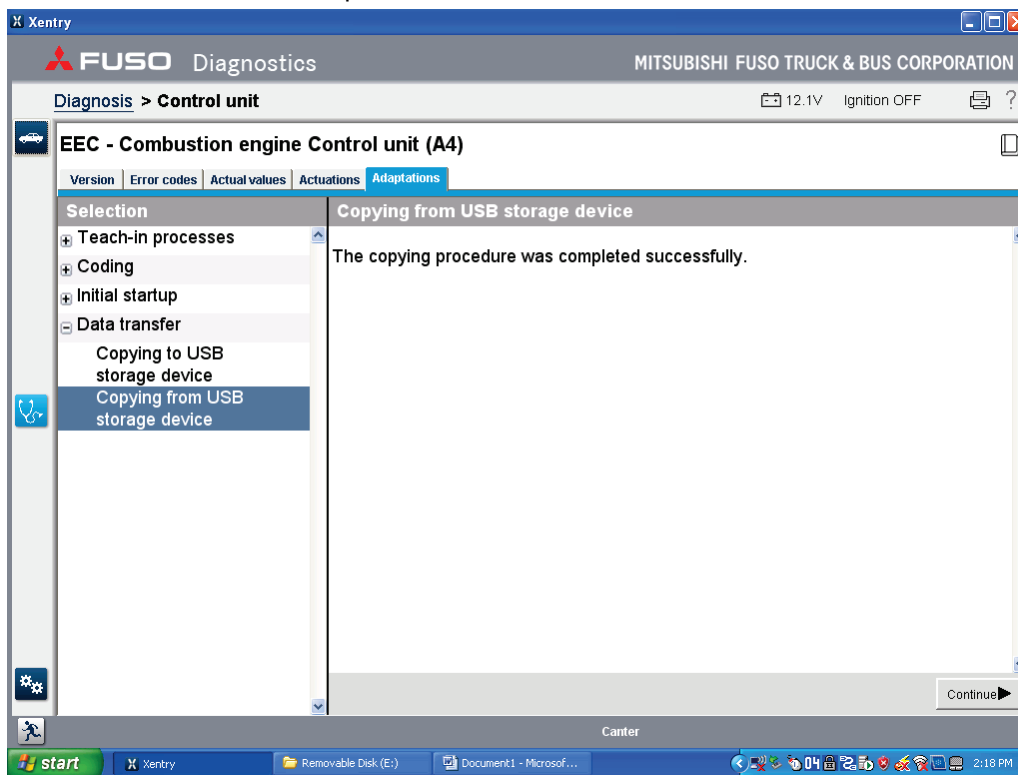 Xentry
FUSO Diagnostics
MITSUBISHI FUSO TRUCK & BUS CORPORATION
Diagnosis > Control unit
12.1V Ignition OFF
EEC - Combustion engine Control unit (A4)
Version Error codes Actual values Actuations Adaptations
Selection
Teach-in processes
Coding
Initial startup
Data transfer
Copying to USB
storage device
Copying from USB
storage device
Copying from USB storage device
The copying procedure was completed successfully.
Continue
Canter
start Xentry Removable Disk (E:) Document1 - Microsof... 04 2:18 PM